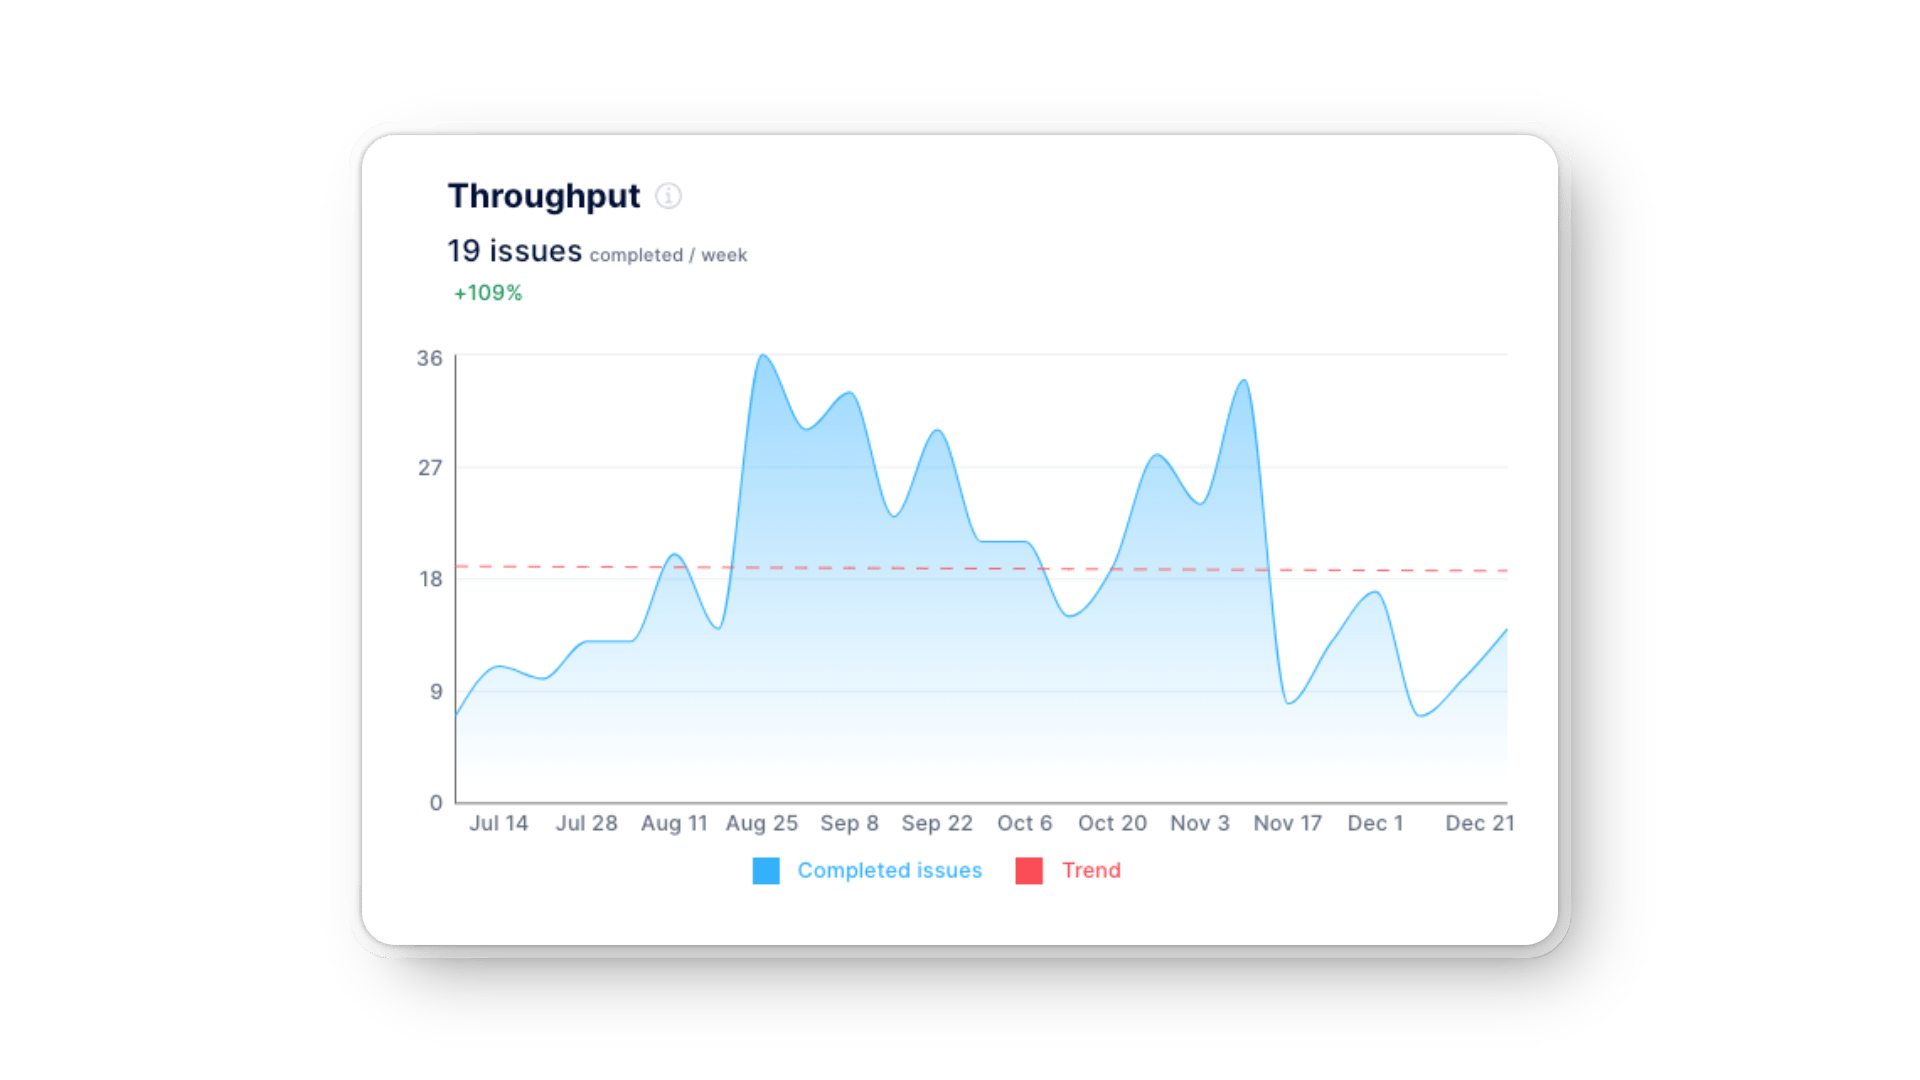 Throughput
19 issues completed / week
+109%
36
27
18
9
0
Jul 14 Jul 28 Aug 11 Aug 25 Sep 8 Sep 22 Oct 6 Oct 20 Nov 3 Nov 17 Dec 1 Dec 21
Completed issues Trend